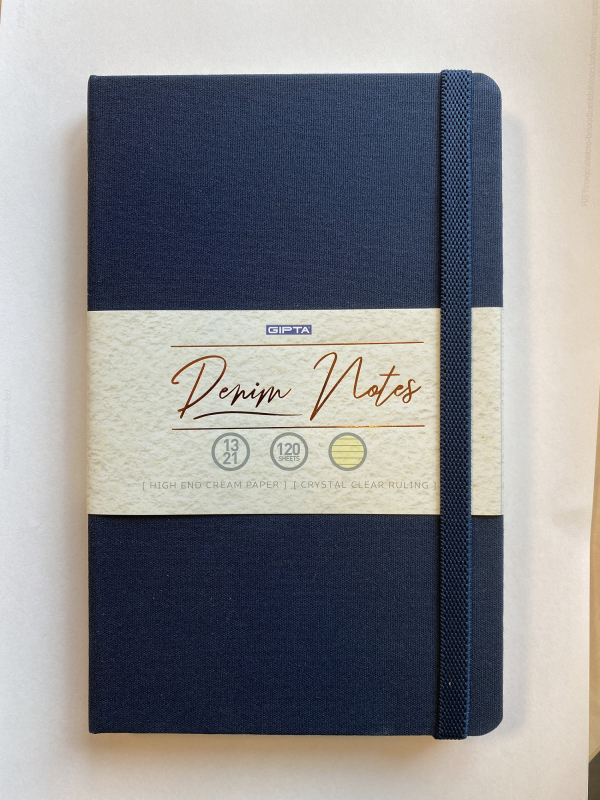 GIPTA
Denim Notes
13
21
120
SHEETS
[ HIGH END CREAM PAPER ] [ CRYSTAL CLEAR RULING ]